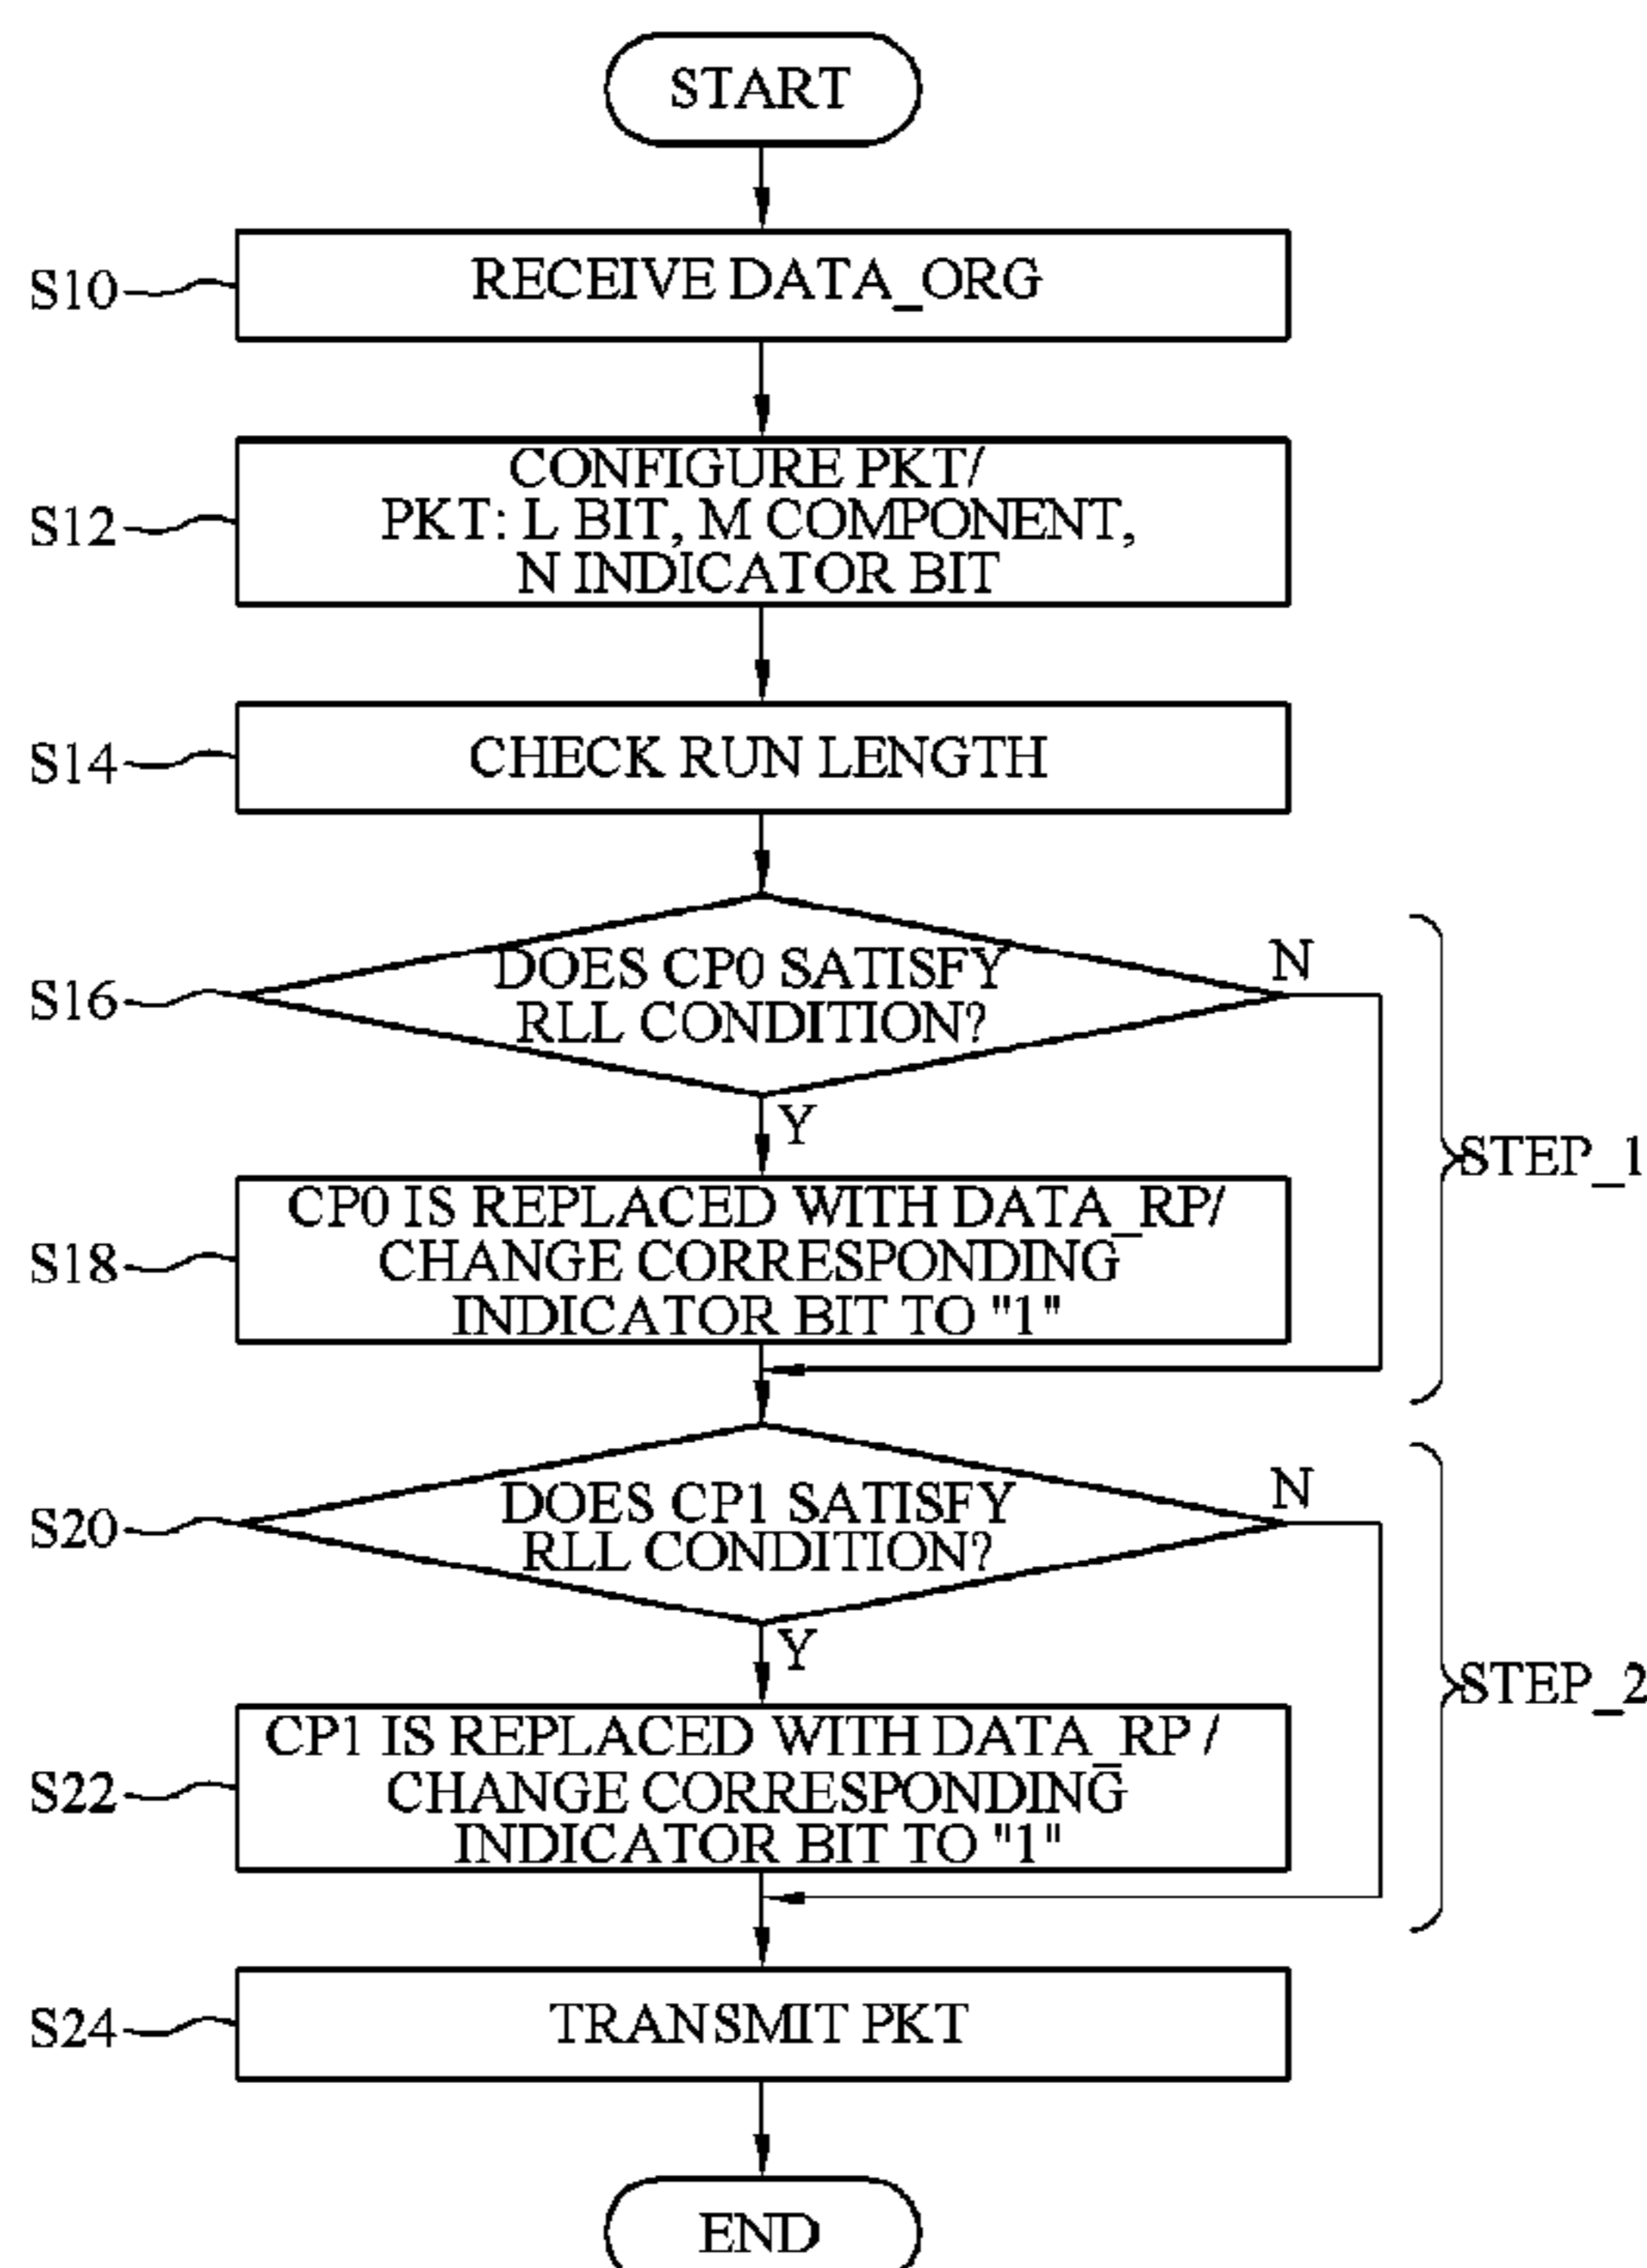 START
S10
RECEIVE DATA_ORG
S12
CONFIGURE PKT/
PKT: L BIT, M COMPONENT,
N INDICATOR BIT
S14
CHECK RUN LENGTH
S16
DOES CP0 SATISFY
RLL CONDITION?
N
Y
STEP_1
S18
CP0 IS REPLACED WITH DATA_RP/
CHANGE CORRESPONDING
INDICATOR BIT TO "1"
S20
DOES CP1 SATISFY
RLL CONDITION?
N
Y
STEP_2
S22
CP1 IS REPLACED WITH DATA_RP /
CHANGE CORRESPONDING
INDICATOR BIT TO "1"
S24
TRANSMIT PKT
END